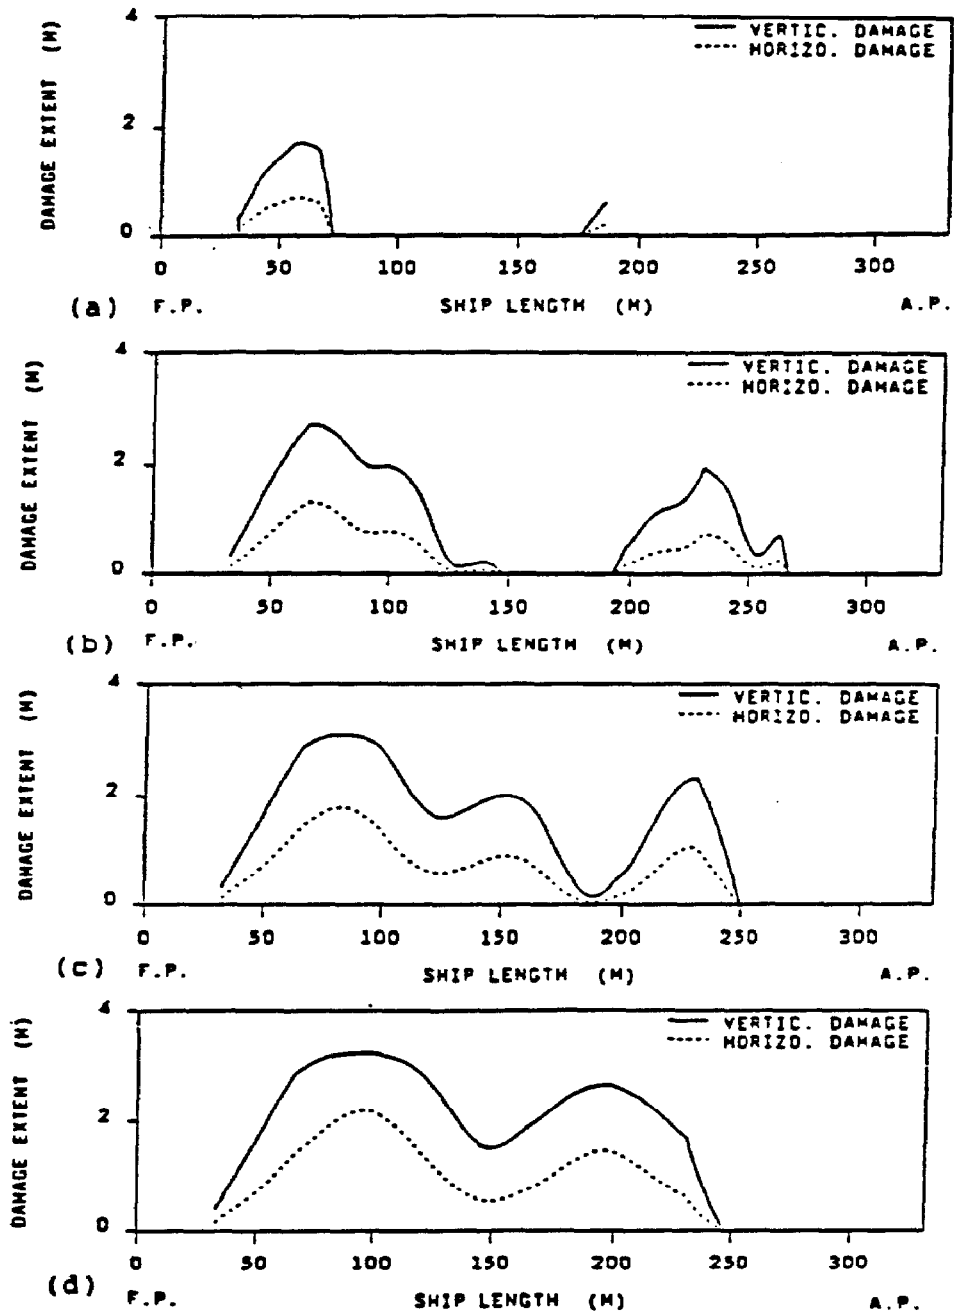 4
VERTIC. DAMAGE
HORIZO. DAMAGE
DAMAGE EXTENT (M)
2
0
0 50 100 150 200 250 300
(a) F.P. SHIP LENGTH (M) A.P.
4
VERTIC. DAMAGE
HORIZO. DAMAGE
DAMAGE EXTENT (M)
2
0
0 50 100 150 200 250 300
(b) F.P. SHIP LENGTH (M) A.P.
4
VERTIC. DAMAGE
HORIZO. DAMAGE
DAMAGE EXTENT (M)
2
0
0 50 100 150 200 250 300
(c) F.P. SHIP LENGTH (M) A.P.
4
VERTIC. DAMAGE
HORIZO. DAMAGE
DAMAGE EXTENT (M)
2
0
0 50 100 150 200 250 300
(d) F.P. SHIP LENGTH (M) A.P.